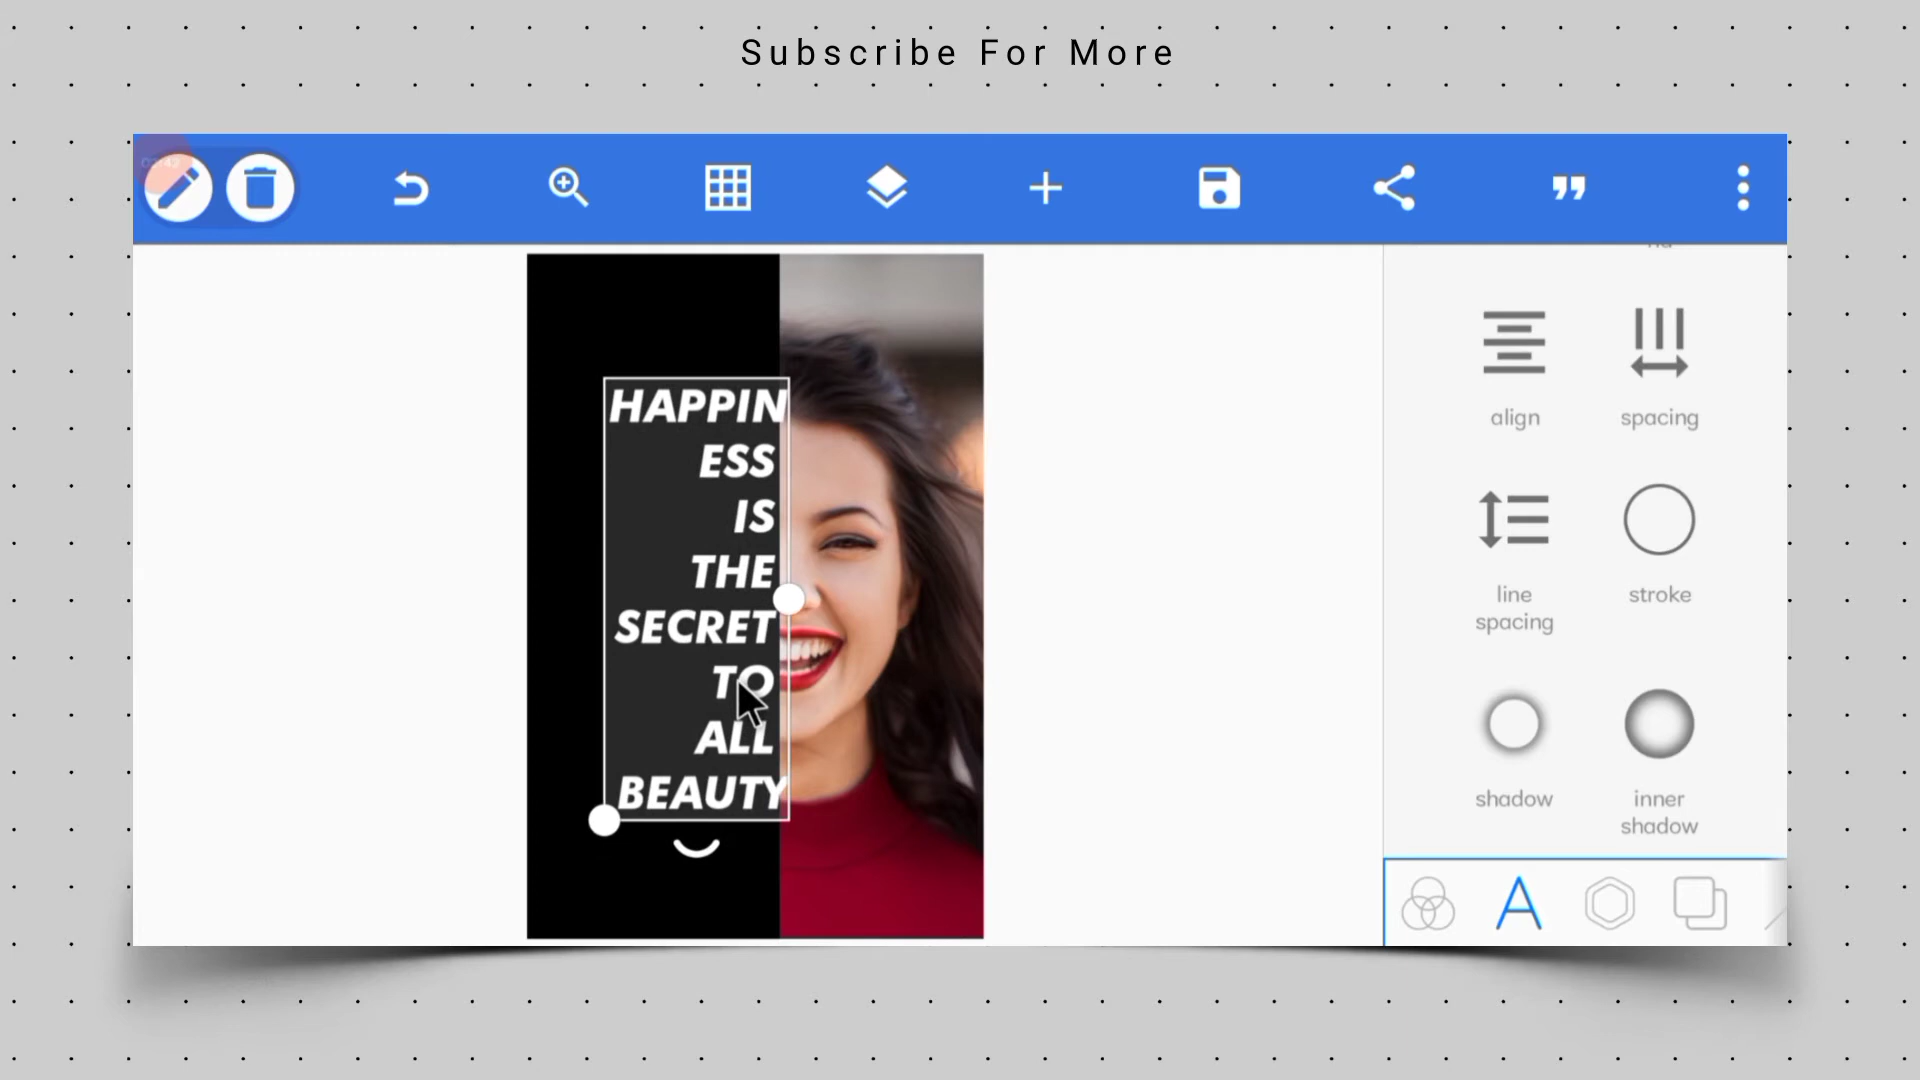 Subscribe For More
HAPPIN
ESS
IS
THE
SECRET
TO
ALL
BEAUTY
align
spacing
line
spacing
stroke
shadow
inner
shadow